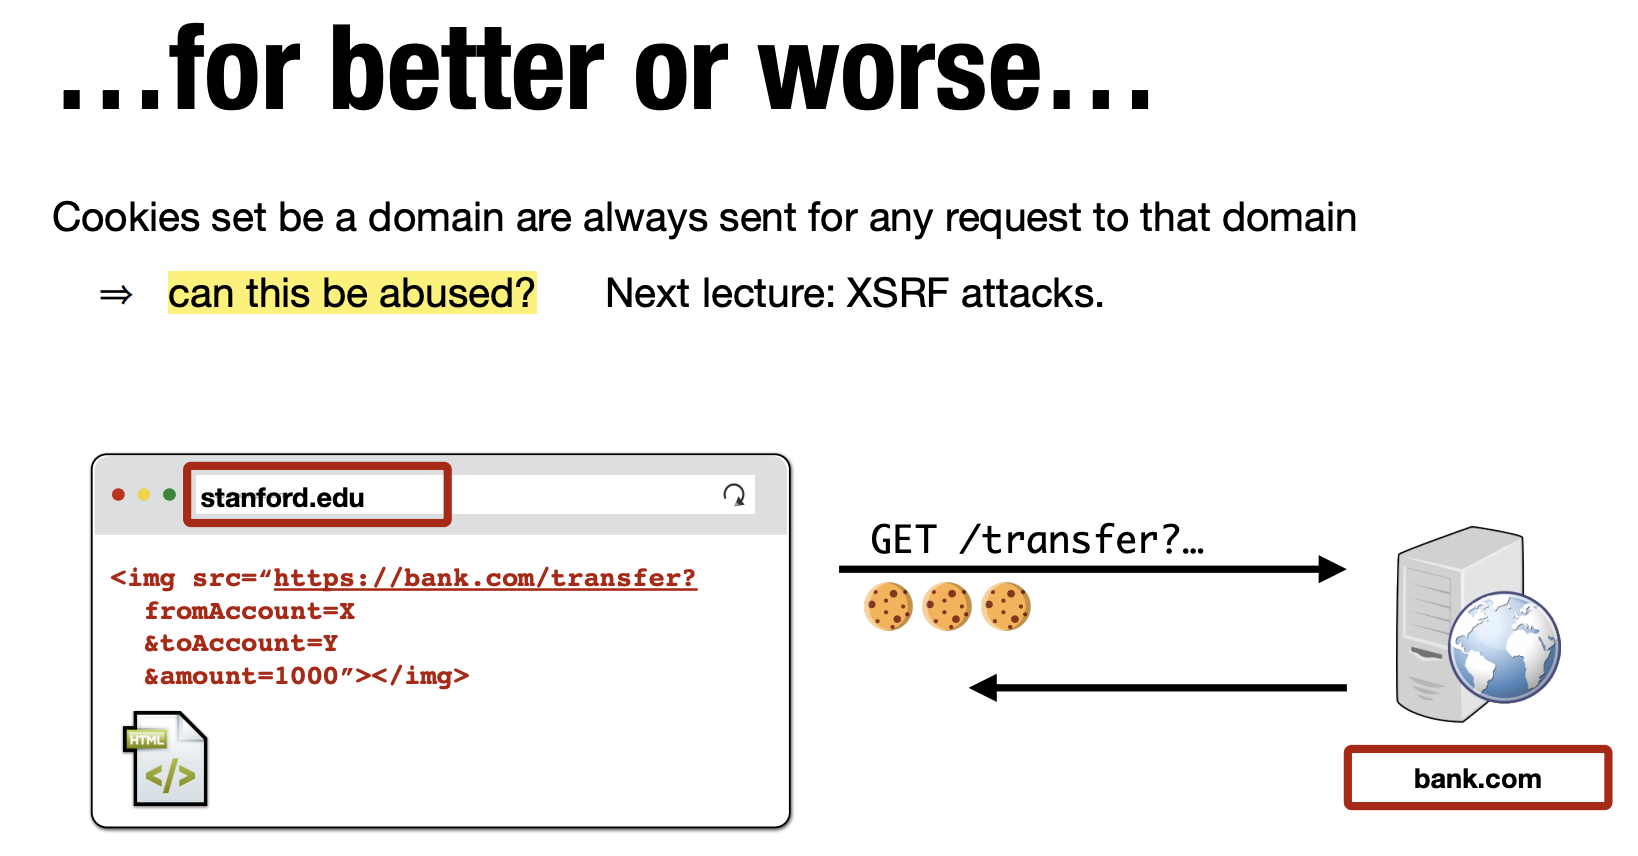 …for better or worse…
Cookies set be a domain are always sent for any request to that domain
⇒ can this be abused? Next lecture: XSRF attacks.
stanford.edu
<img src=“https://bank.com/transfer?
fromAccount=X
&toAccount=Y
&amount=1000”></img>
HTML
</>
GET /transfer?…
bank.com